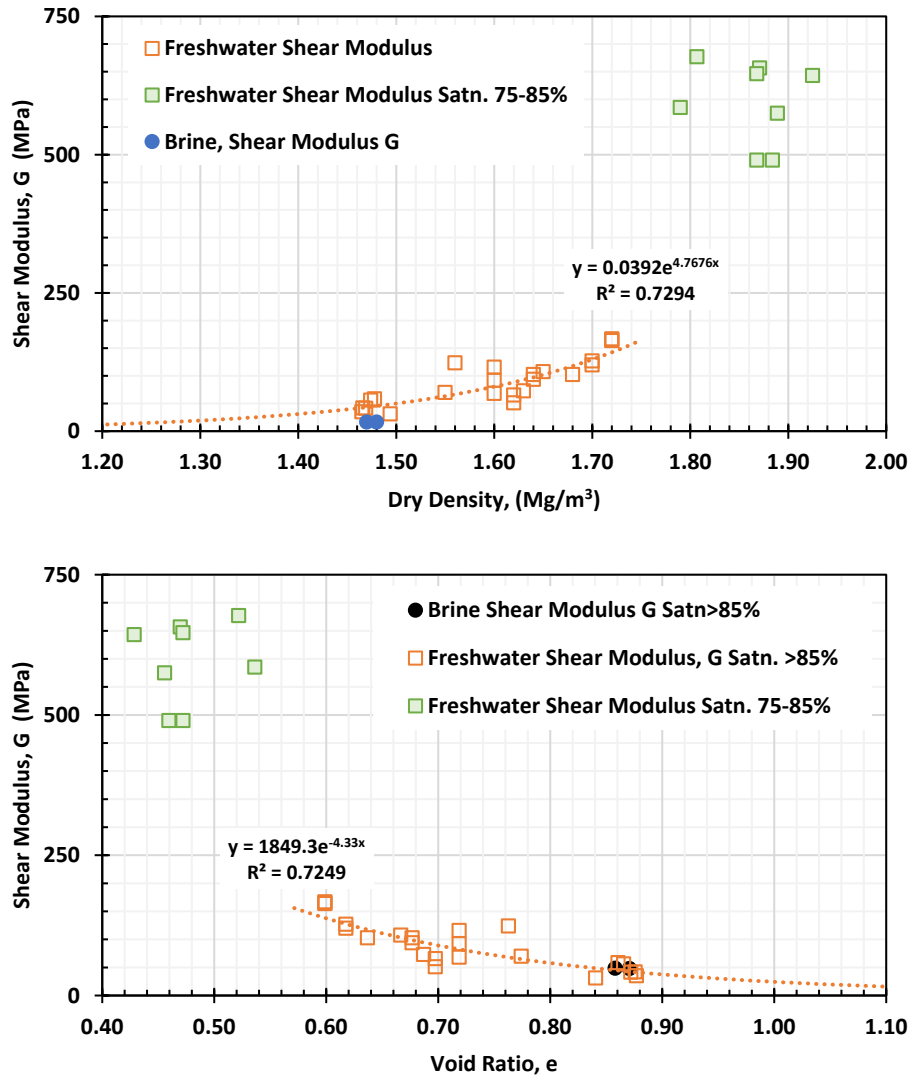 750
500
250
0
Shear Modulus, G (MPa)
Freshwater Shear Modulus
Freshwater Shear Modulus Satn. 75-85%
Brine, Shear Modulus G
y = 0.0392e^4.7676x
R² = 0.7294
1.20 1.30 1.40 1.50 1.60 1.70 1.80 1.90 2.00
Dry Density, (Mg/m³)
750
500
250
0
Shear Modulus, G (MPa)
Brine Shear Modulus G Satn>85%
Freshwater Shear Modulus, G Satn. >85%
Freshwater Shear Modulus Satn. 75-85%
y = 1849.3e^-4.33x
R² = 0.7249
0.40 0.50 0.60 0.70 0.80 0.90 1.00 1.10
Void Ratio, e